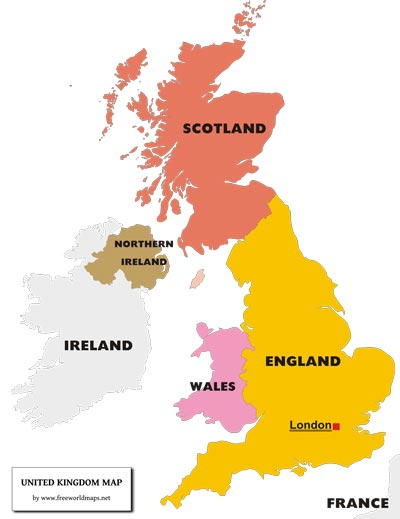 SCOTLAND
NORTHERN
IRELAND
IRELAND
ENGLAND
WALES
London
UNITED KINGDOM MAP
by www.freeworldmaps.net
FRANCE